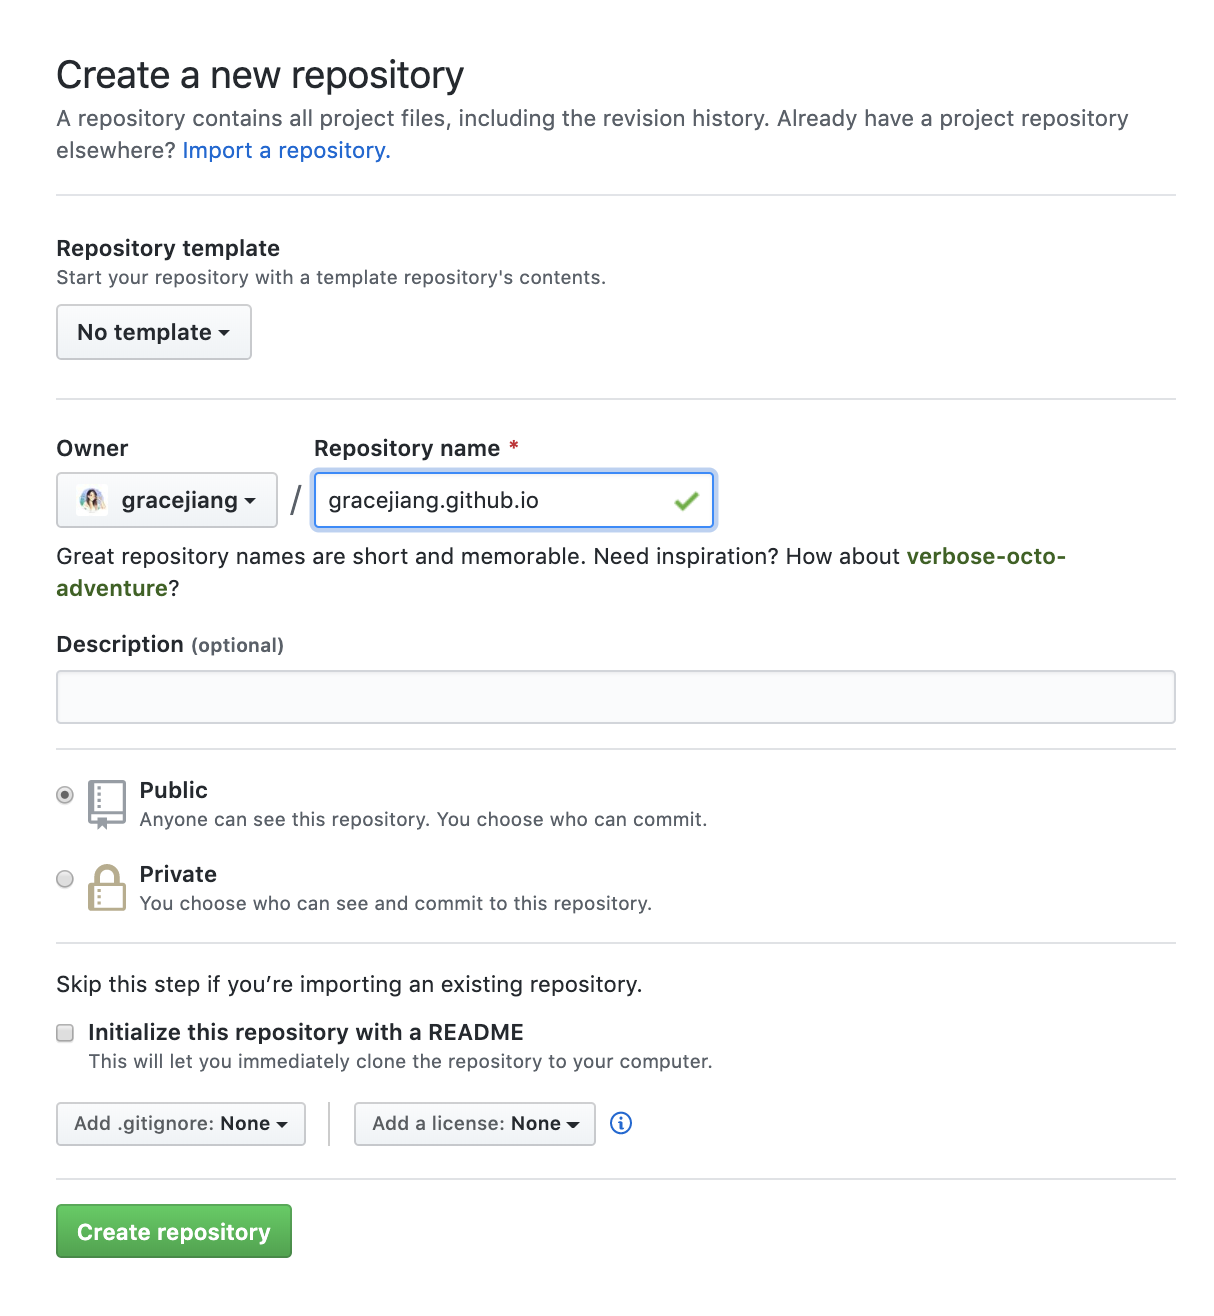 Create a new repository
A repository contains all project files, including the revision history. Already have a project repository
elsewhere? Import a repository.
Repository template
Start your repository with a template repository's contents.
No template
Owner
Repository name *
gracejiang / gracejiang.github.io
Great repository names are short and memorable. Need inspiration? How about verbose-octo-
adventure?
Description (optional)
Public
Anyone can see this repository. You choose who can commit.
Private
You choose who can see and commit to this repository.
Skip this step if you’re importing an existing repository.
Initialize this repository with a README
This will let you immediately clone the repository to your computer.
Add .gitignore: None
Add a license: None
Create repository